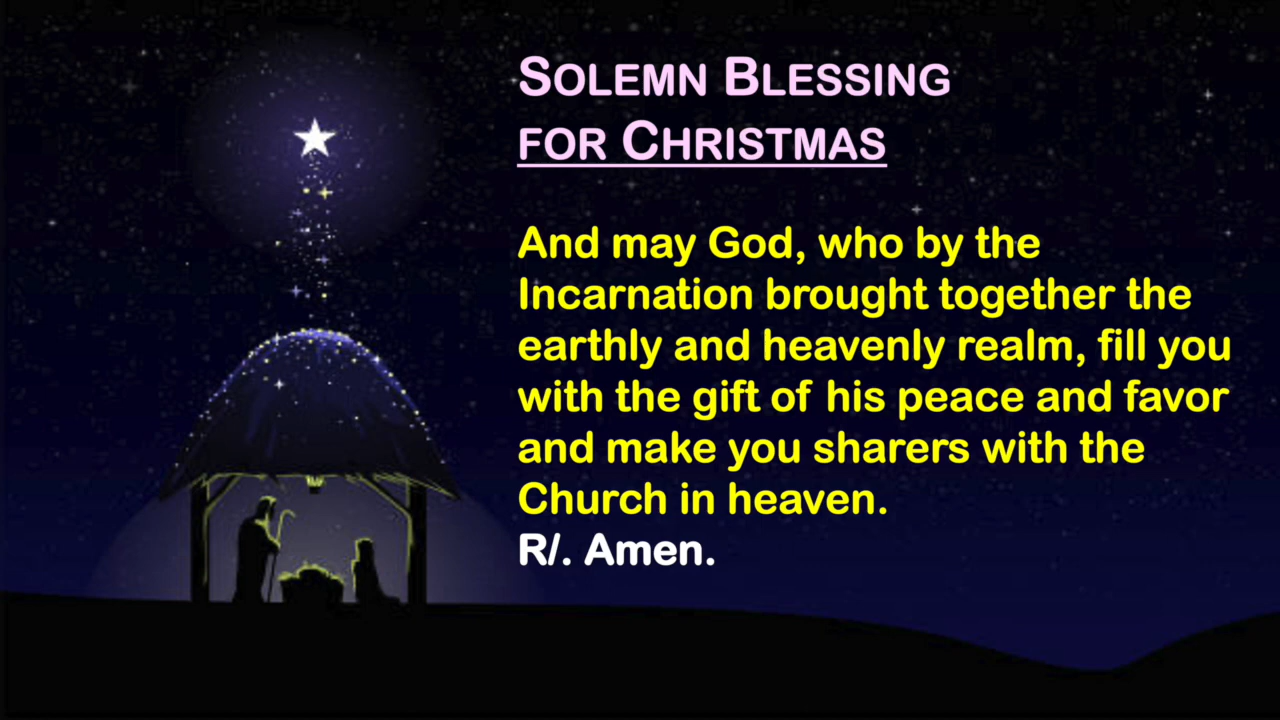 SOLEMN BLESSING
FOR CHRISTMAS
And may God, who by the
Incarnation brought together the
earthly and heavenly realm, fill you
with the gift of his peace and favor
and make you sharers with the
Church in heaven.
R/. Amen.